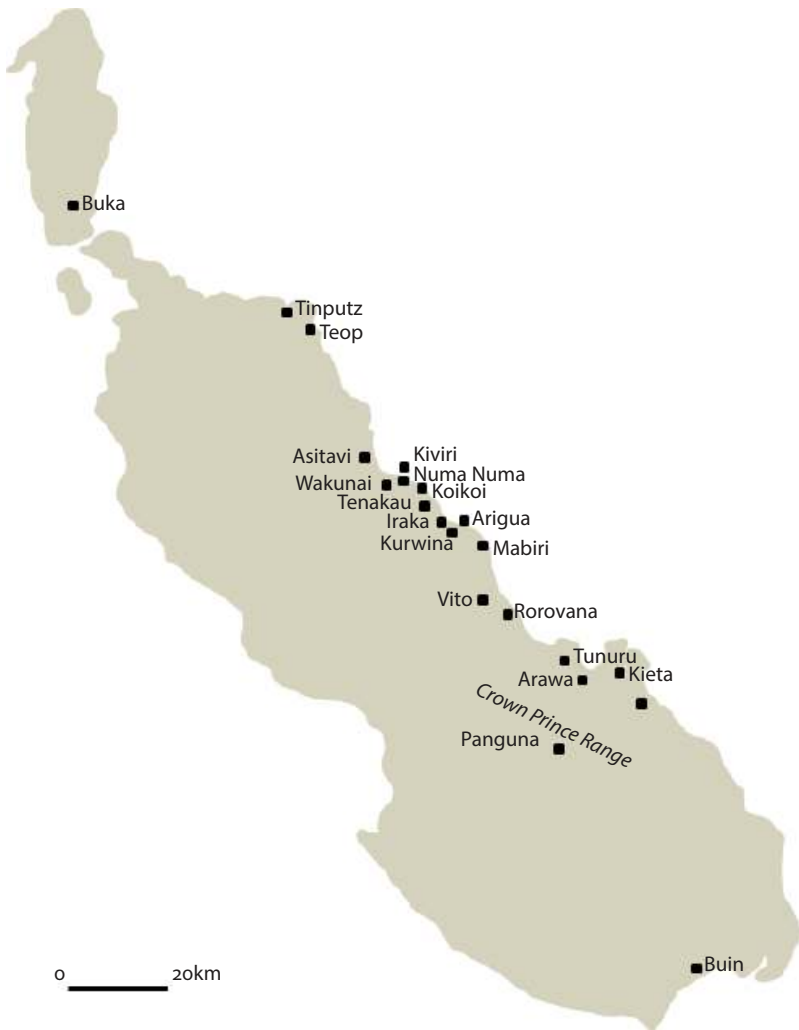 Buka
Tinputz
Teop
Asitavi
Kiviri
Numa Numa
Wakunai
Koikoi
Tenakau
Iraka
Arigua
Kurwina
Mabiri
Vito
Rorovana
Tunuru
Kieta
Arawa
Crown Prince Range
Panguna
Buin
0 20km